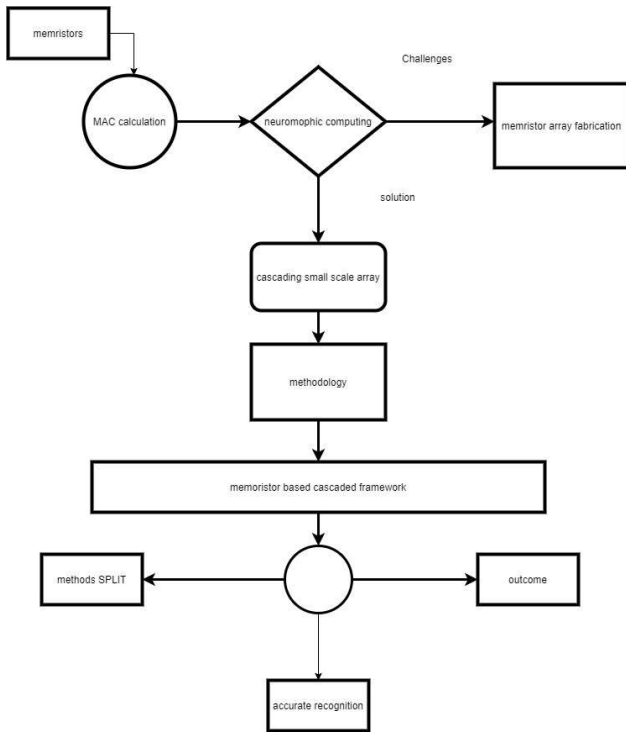 memristors
Challenges
MAC calculation
neuromophic computing
memristor array fabrication
solution
cascading small scale array
methodology
memoristor based cascaded framework
methods SPLIT
outcome
accurate recognition